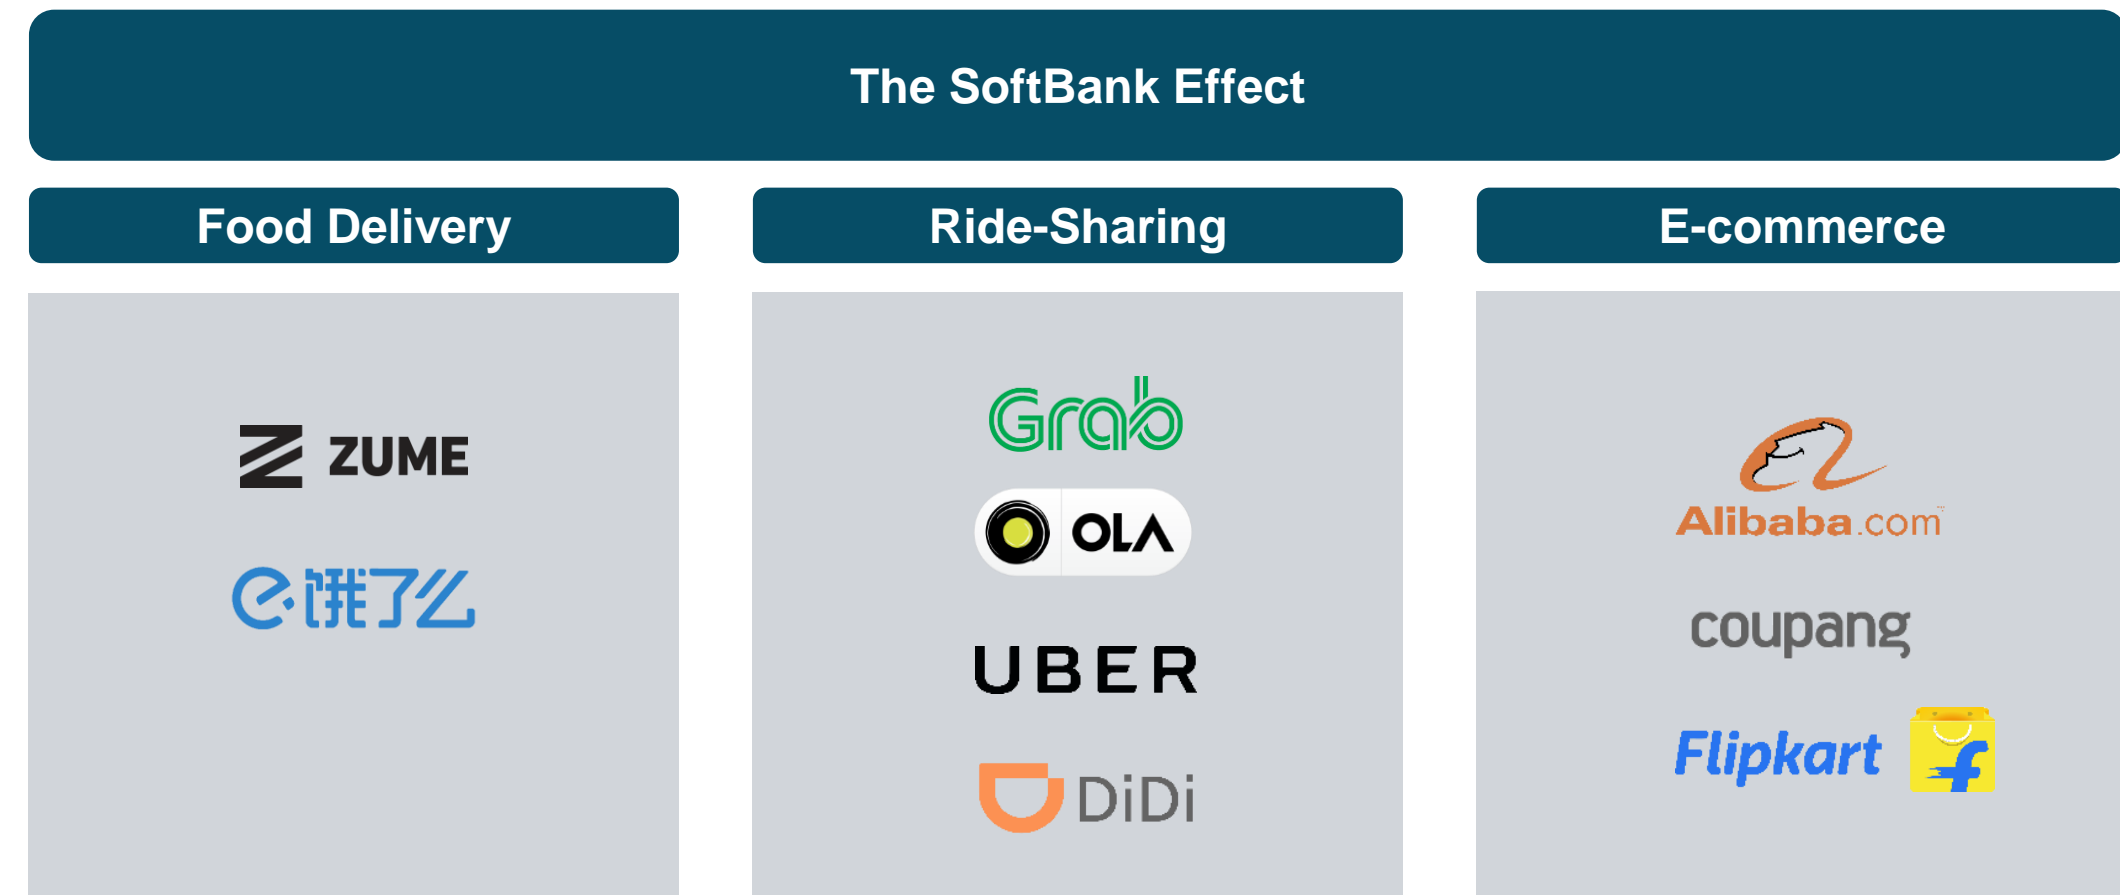 The SoftBank Effect
Food Delivery
ZUME
饿了么
Ride-Sharing
Grab
OLA
UBER
DiDi
E-commerce
Alibaba.com
coupang
Flipkart